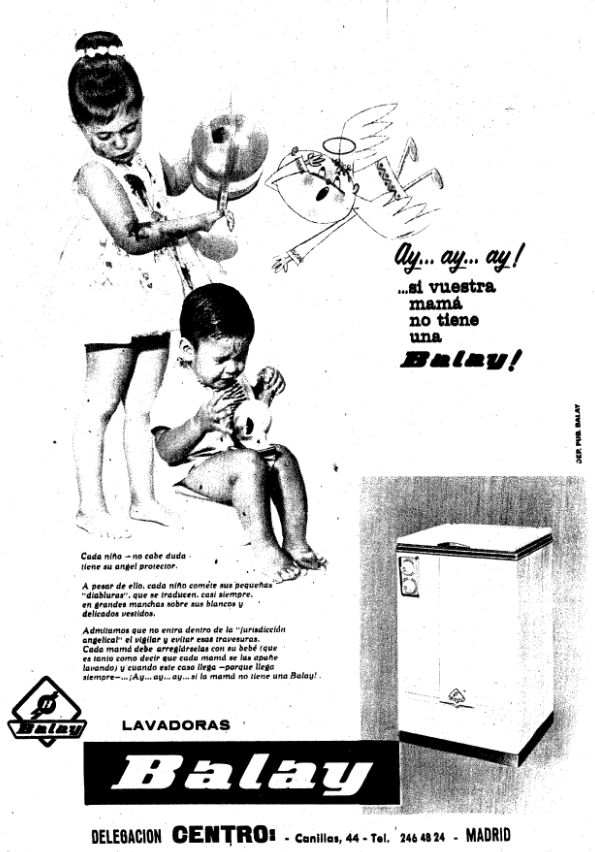 Ay... ay... ay!
...si vuestra
mamá
no tiene
una
Balay!
DEP. PUB. BALAY
Cada niño - no cabe duda -
tiene su angel protector.
A pesar de ello, cada niño comete sus pequeñas
"diabluras", que se traducen, casi siempre,
en grandes manchas sobre sus blancos y
delicados vestidos.
Admitamos que no entra dentro de la "jurisdicción
angelical" el vigilar y evitar esas travesuras.
Cada mamá debe arreglárselas con su bebé (que
es tanto como decir que cada mamá se las apañe
lavando) y cuando este caso llega —porque llega
siempre—... ¡Ay... ay... ay... si la mamá no tiene una Balay!.
Balay
LAVADORAS
Balay
DELEGACION CENTRO: - Canillas, 44 - Tel. 246 48 24 - MADRID